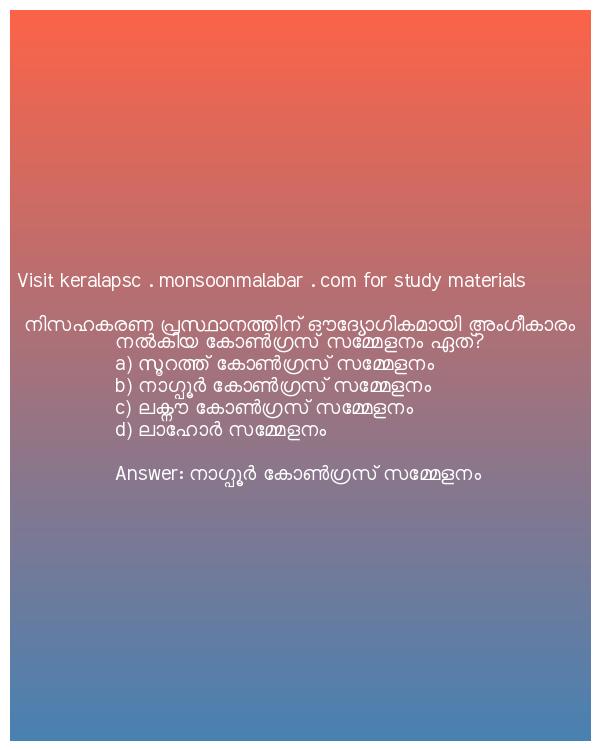 Visit keralapsc . monsoonmalabar . com for study materials
നിസഹകരണ പ്രസ്ഥാനത്തിന് ഔദ്യോഗികമായി അംഗീകാരം
നൽകിയ കോൺഗ്രസ് സമ്മേളനം ഏത്?
a) സൂറത്ത് കോൺഗ്രസ് സമ്മേളനം
b) നാഗ്പൂർ കോൺഗ്രസ് സമ്മേളനം
c) ലക്നൗ കോൺഗ്രസ് സമ്മേളനം
d) ലാഹോർ സമ്മേളനം
Answer: നാഗ്പൂർ കോൺഗ്രസ് സമ്മേളനം